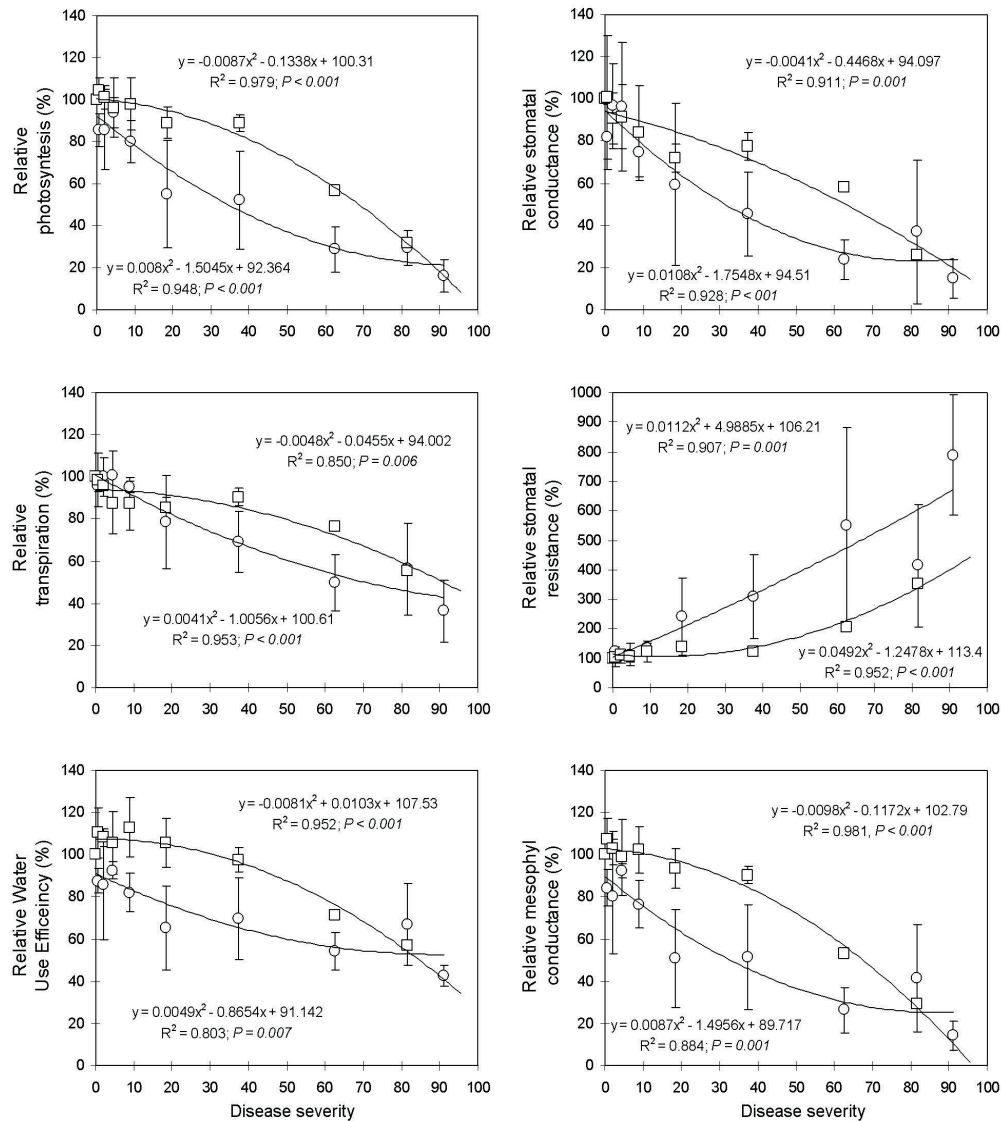 140
120
100
80
60
40
20
0
0 10 20 30 40 50 60 70 80 90 100
Relative
photosyntesis (%)
y = -0.0087x² - 0.1338x + 100.31
R² = 0.979; P < 0.001
y = 0.008x² - 1.5045x + 92.364
R² = 0.948; P < 0.001
140
120
100
80
60
40
20
0
0 10 20 30 40 50 60 70 80 90 100
Relative stomatal
conductance (%)
y = -0.0041x² - 0.4468x + 94.097
R² = 0.911; P = 0.001
y = 0.0108x² - 1.7548x + 94.51
R² = 0.928; P < 0.001
140
120
100
80
60
40
20
0
0 10 20 30 40 50 60 70 80 90 100
Relative
transpiration (%)
y = -0.0048x² - 0.0455x + 94.002
R² = 0.850; P = 0.006
y = 0.0041x² - 1.0056x + 100.61
R² = 0.953; P < 0.001
1000
900
800
700
600
500
400
300
200
100
0
0 10 20 30 40 50 60 70 80 90 100
Relative stomatal
resistance (%)
y = 0.0112x² + 4.9885x + 106.21
R² = 0.907; P = 0.001
y = 0.0492x² - 1.2478x + 113.4
R² = 0.952; P < 0.001
140
120
100
80
60
40
20
0
0 10 20 30 40 50 60 70 80 90 100
Relative Water
Use Efficeincy (%)
y = -0.0081x² + 0.0103x + 107.53
R² = 0.952; P < 0.001
y = 0.0049x² - 0.8654x + 91.142
R² = 0.803; P = 0.007
Disease severity
140
120
100
80
60
40
20
0
0 10 20 30 40 50 60 70 80 90 100
Relative mesophyl
conductance (%)
y = -0.0098x² - 0.1172x + 102.79
R² = 0.981, P < 0.001
y = 0.0087x² - 1.4956x + 89.717
R² = 0.884; P = 0.001
Disease severity